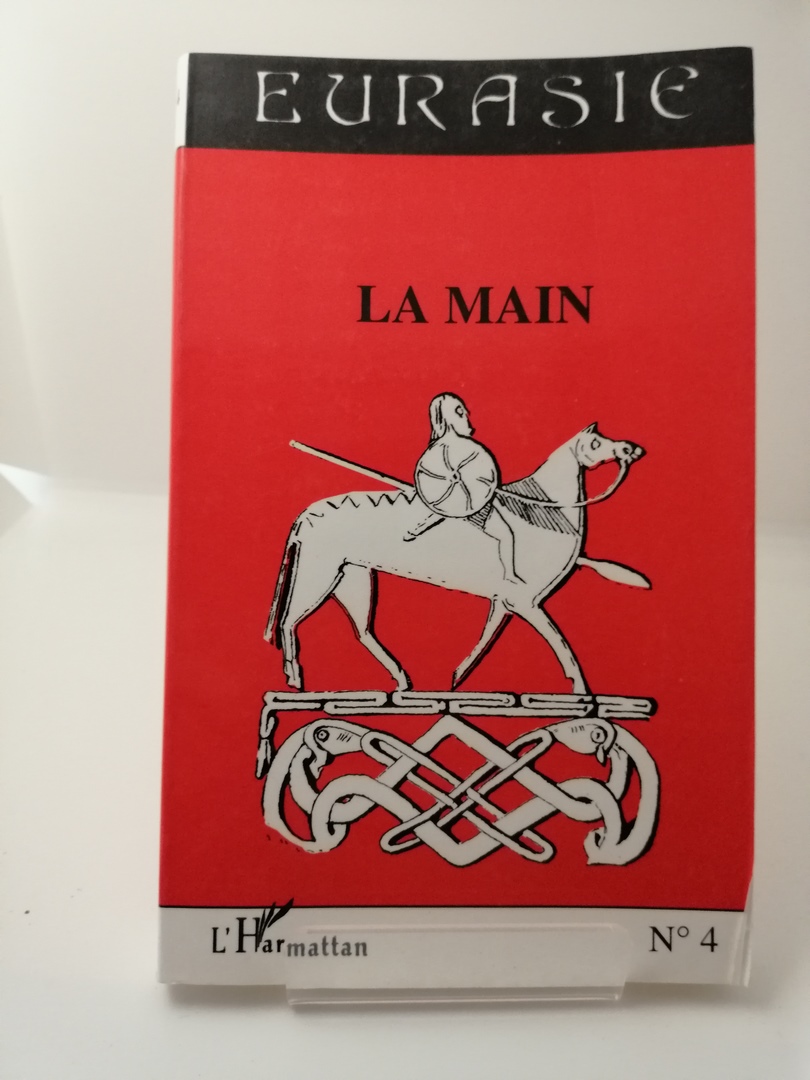 EURASIE
LA MAIN
L'Harmattan
N° 4